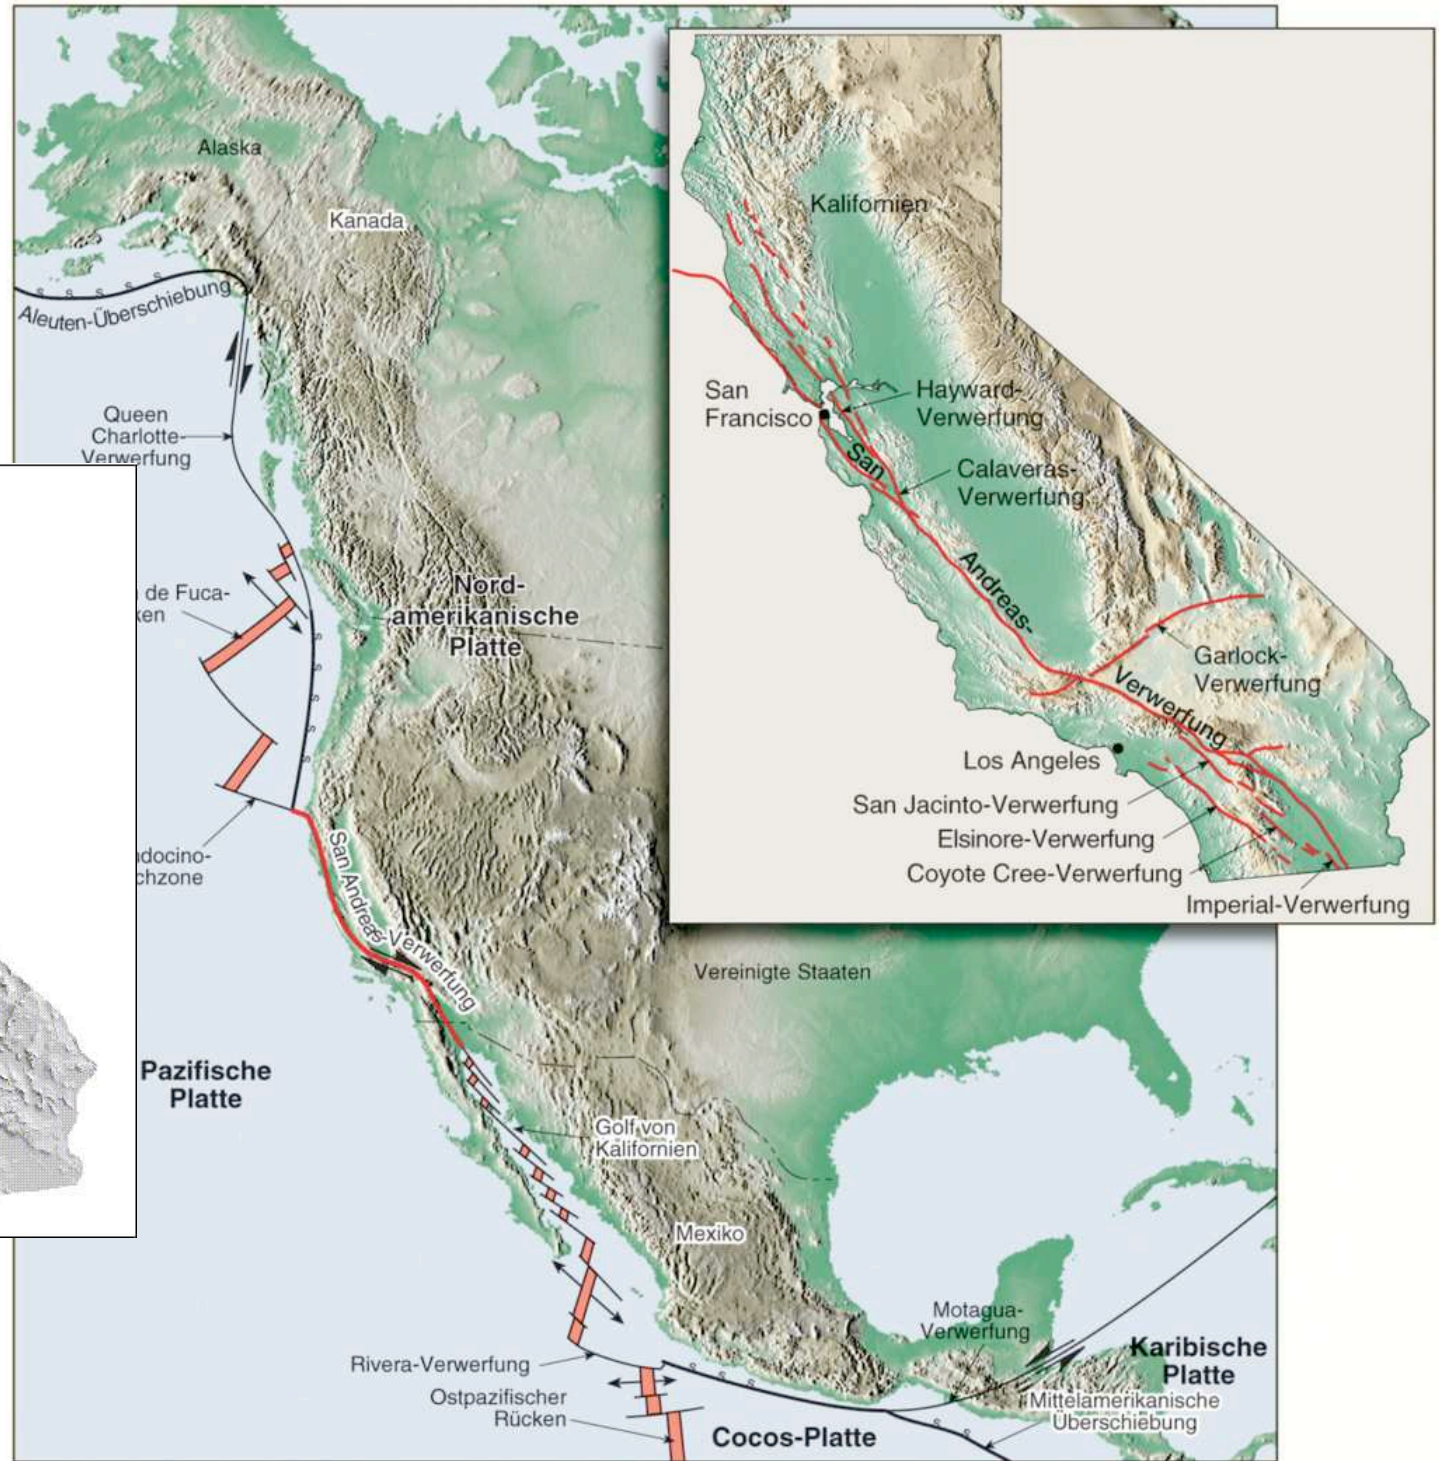 Alaska
Kanada
Aleuten-Überschiebung
Queen
Charlotte-
Verwerfung
de Fuca-
ken
Nord-
amerikanische
Platte
ndocino-
chzone
San Andreas-Verwerfung
Vereinigte Staaten
Pazifische
Platte
Golf von
Kalifornien
Mexiko
Motagua-
Verwerfung
Karibische
Platte
Rivera-Verwerfung
Ostpazifischer
Rücken
Mittelamerikanische
Überschiebung
Cocos-Platte
Kalifornien
San
Francisco
Hayward-
Verwerfung
Calaveras-
Verwerfung
San Andreas-Verwerfung
Garlock-
Verwerfung
Los Angeles
San Jacinto-Verwerfung
Elsinore-Verwerfung
Coyote Cree-Verwerfung
Imperial-Verwerfung